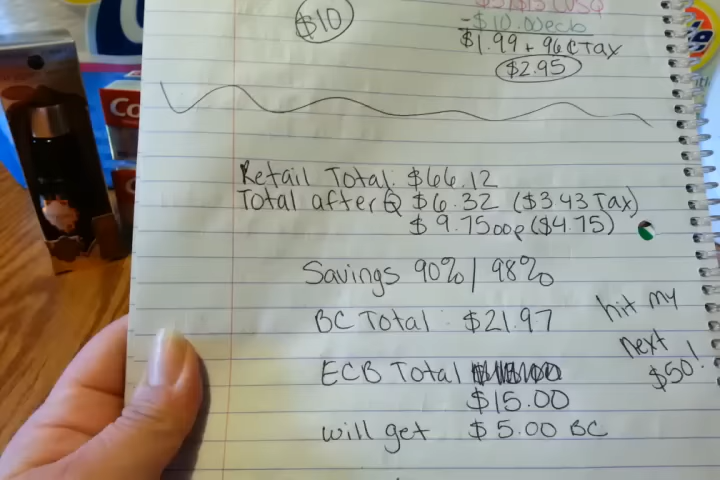 $10
-$10.00ecb
$1.99 + 96¢ Tax
$2.95
Retail Total: $66.12
Total after Q $6.32 ($3.43 Tax)
$9.75oop ($4.75)
Savings 90% | 98%
BC Total: $21.97
hit my
next
$50!
ECB Total
$15.00
will get $5.00 BC
Co